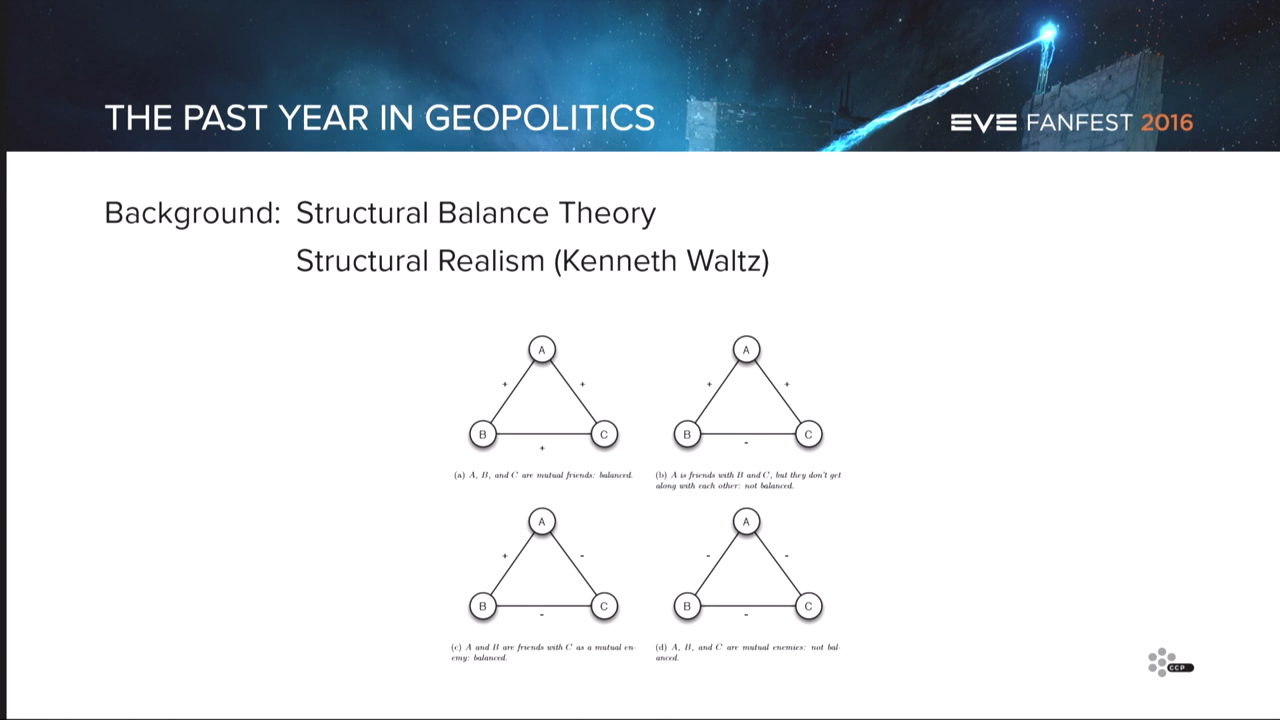 THE PAST YEAR IN GEOPOLITICS
EVE FANFEST 2016
Background: Structural Balance Theory
Structural Realism (Kenneth Waltz)
A
+ +
B C
+
(a) A, B, and C are mutual friends: balanced.
A
+ +
B C
-
(b) A is friends with B and C, but they don't get
along with each other: not balanced.
A
+ -
B C
-
(c) A and B are friends with C as a mutual en-
emy: balanced.
A
- -
B C
-
(d) A, B, and C are mutual enemies: not bal-
anced.
CCP